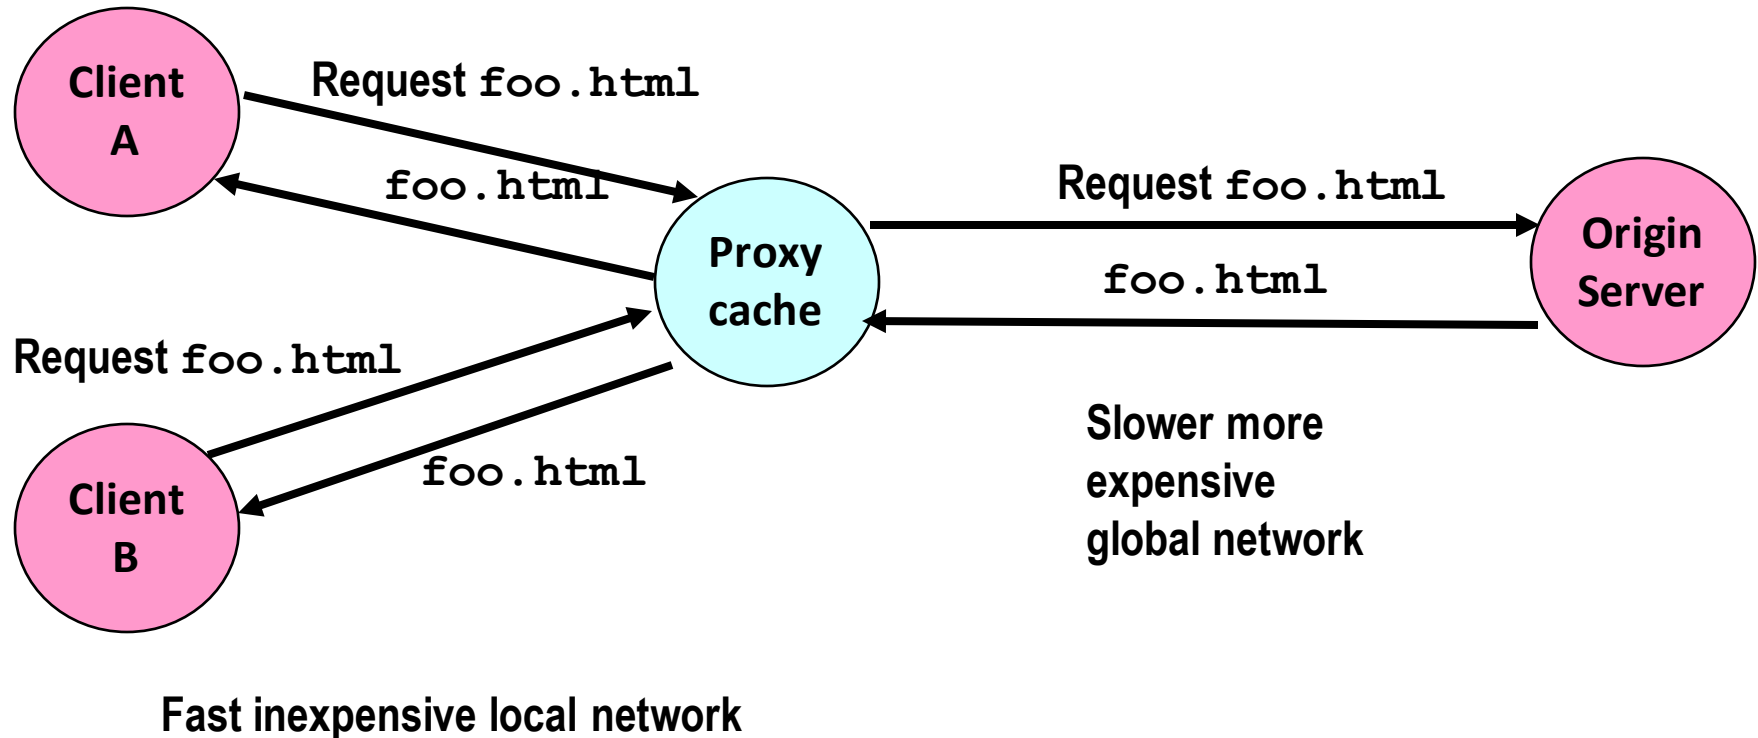 Client
A
Request foo.html
foo.html
Request foo.html
Origin
Server
Proxy
cache
foo.html
Request foo.html
foo.html
Client
B
Slower more
expensive
global network
Fast inexpensive local network